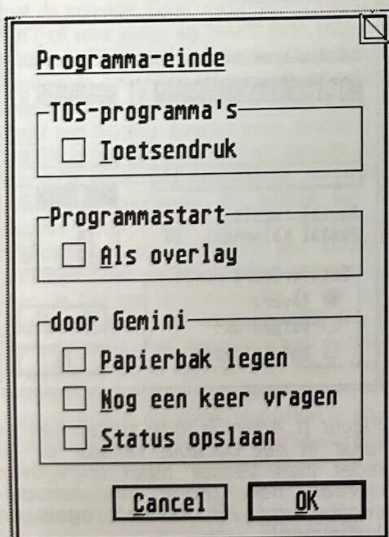 Programma-einde
TOS-programma's
Toetsendruk
Programmastart
Als overlay
door Gemini
Papierbak legen
Nog een keer vragen
Status opslaan
Cancel OK